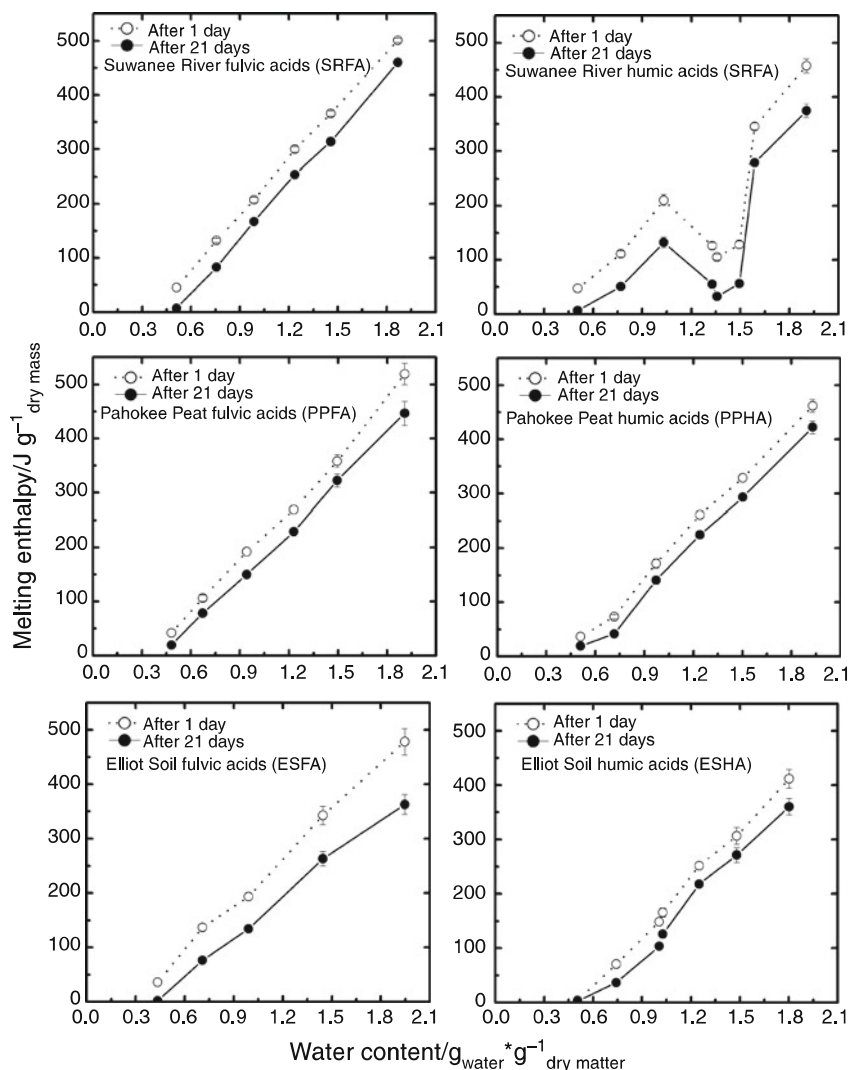 After 1 day
After 21 days
Suwanee River fulvic acids (SRFA)
500
400
300
200
100
0
0.0 0.3 0.6 0.9 1.2 1.5 1.8 2.1
After 1 day
After 21 days
Suwanee River humic acids (SRFA)
500
400
300
200
100
0
0.0 0.3 0.6 0.9 1.2 1.5 1.8 2.1
Melting enthalpy/J g⁻¹ dry mass
After 1 day
After 21 days
Pahokee Peat fulvic acids (PPFA)
500
400
300
200
100
0
0.0 0.3 0.6 0.9 1.2 1.5 1.8 2.1
After 1 day
After 21 days
Pahokee Peat humic acids (PPHA)
500
400
300
200
100
0
0.0 0.3 0.6 0.9 1.2 1.5 1.8 2.1
After 1 day
After 21 days
Elliot Soil fulvic acids (ESFA)
500
400
300
200
100
0
0.0 0.3 0.6 0.9 1.2 1.5 1.8 2.1
After 1 day
After 21 days
Elliot Soil humic acids (ESHA)
500
400
300
200
100
0
0.0 0.3 0.6 0.9 1.2 1.5 1.8 2.1
Water content/g water*g⁻¹ dry matter